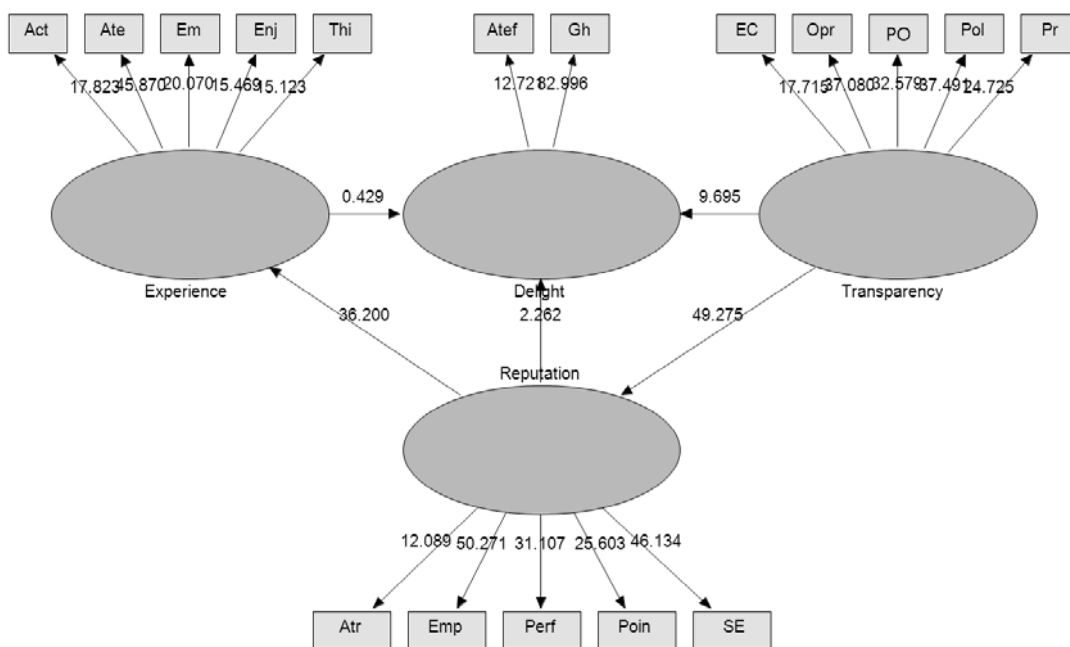 Act Ate Em Enj Thi Atef Gh EC Opr PO Pol Pr
17.823 45.870 20.070 15.469 15.123 12.721 82.996 17.715 37.080 32.579 37.491 24.725
0.429 9.695
Experience Delight Transparency
36.200 2.262 49.275
Reputation
12.089 50.271 31.107 25.603 46.134
Atr Emp Perf Poin SE